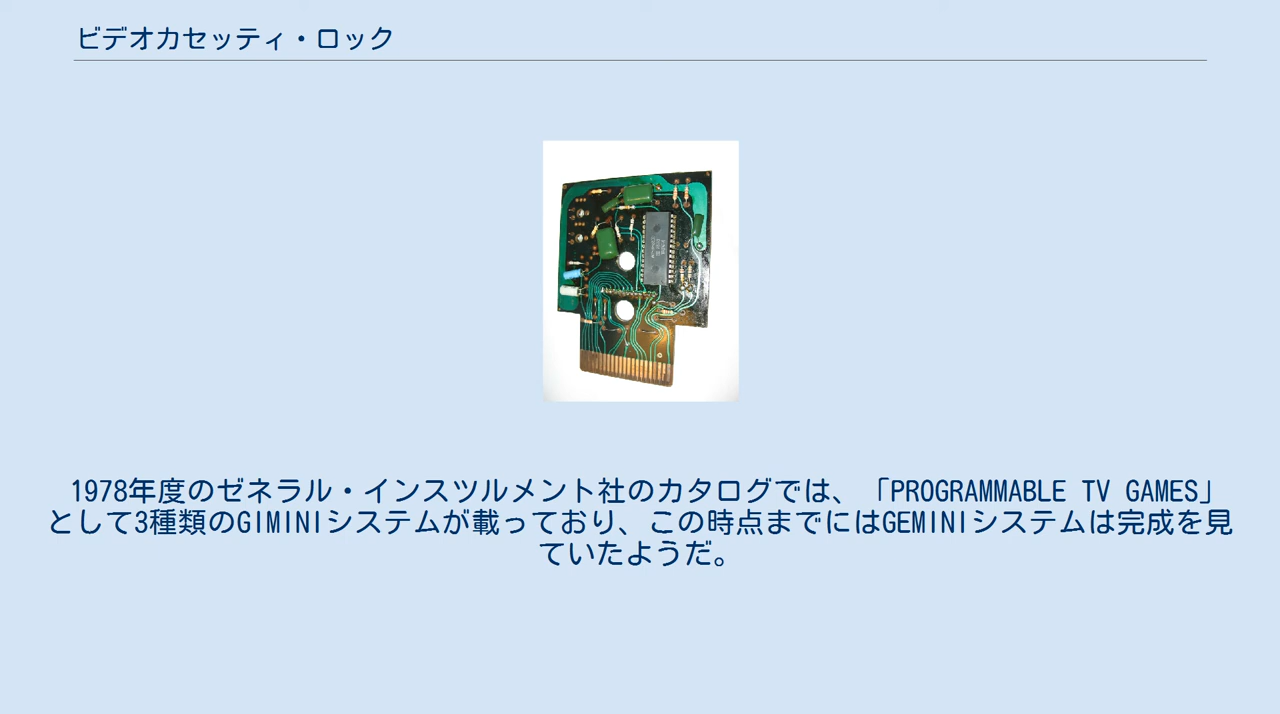 ビデオカセッティ・ロック
1978年度のゼネラル・インスツルメント社のカタログでは、「PROGRAMMABLE TV GAMES」
として3種類のGIMINIシステムが載っており、この時点までにはGEMINIシステムは完成を見
ていたようだ。